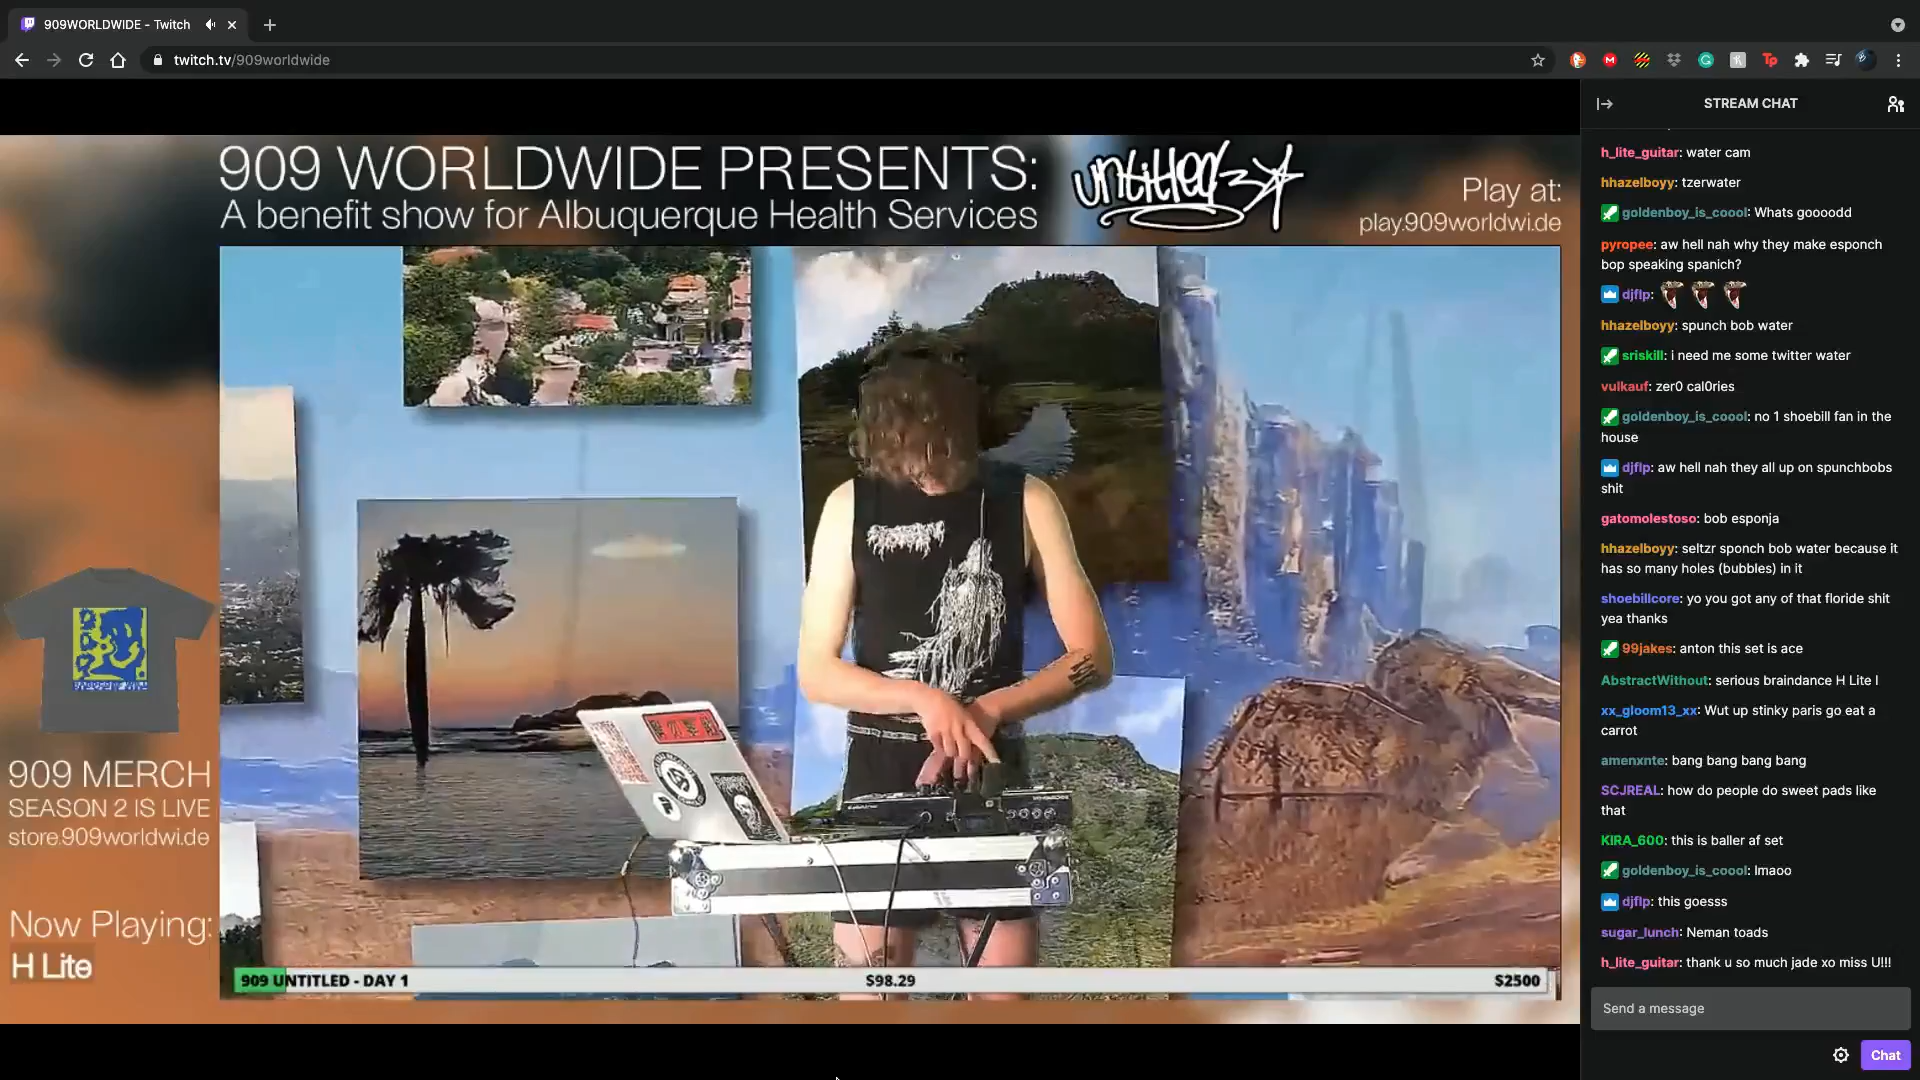 909WORLDWIDE - Twitch
twitch.tv/909worldwide
909 WORLDWIDE PRESENTS:
A benefit show for Albuquerque Health Services
untitled 3
Play at:
play.909worldwi.de
909 MERCH
SEASON 2 IS LIVE
store.909worldwi.de
Now Playing:
H Lite
909 UNTITLED - DAY 1
$98.29
$2500
STREAM CHAT
h_lite_guitar: water cam
hhazelboyy: tzerwater
goldenboy_is_coool: Whats goooodd
pyropee: aw hell nah why they make esponch
bop speaking spanich?
djflp:
hhazelboyy: spunch bob water
sriskill: i need me some twitter water
vulkauf: zer0 cal0ries
goldenboy_is_coool: no 1 shoebill fan in the
house
djflp: aw hell nah they all up on spunchbobs
shit
gatomolestoso: bob esponja
hhazelboyy: seltzr sponch bob water because it
has so many holes (bubbles) in it
shoebillcore: yo you got any of that floride shit
yea thanks
99jakes: anton this set is ace
AbstractWithout: serious braindance H Lite I
xx_gloom13_xx: Wut up stinky paris go eat a
carrot
amenxnte: bang bang bang bang
SCJREAL: how do people do sweet pads like
that
KIRA_600: this is baller af set
goldenboy_is_coool: lmaoo
djflp: this goesss
sugar_lunch: Neman toads
h_lite_guitar: thank u so much jade xo miss U!!!
Send a message
Chat